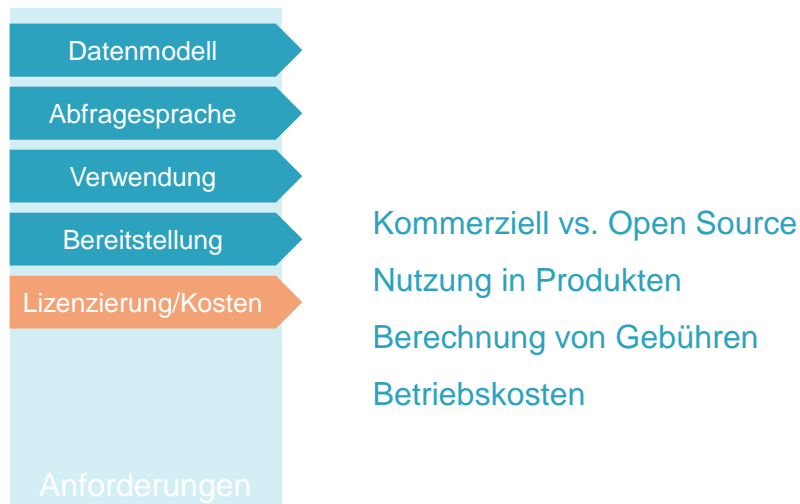 Datenmodell
Abfragesprache
Verwendung
Bereitstellung
Lizenzierung/Kosten
Anforderungen
Kommerziell vs. Open Source
Nutzung in Produkten
Berechnung von Gebühren
Betriebskosten